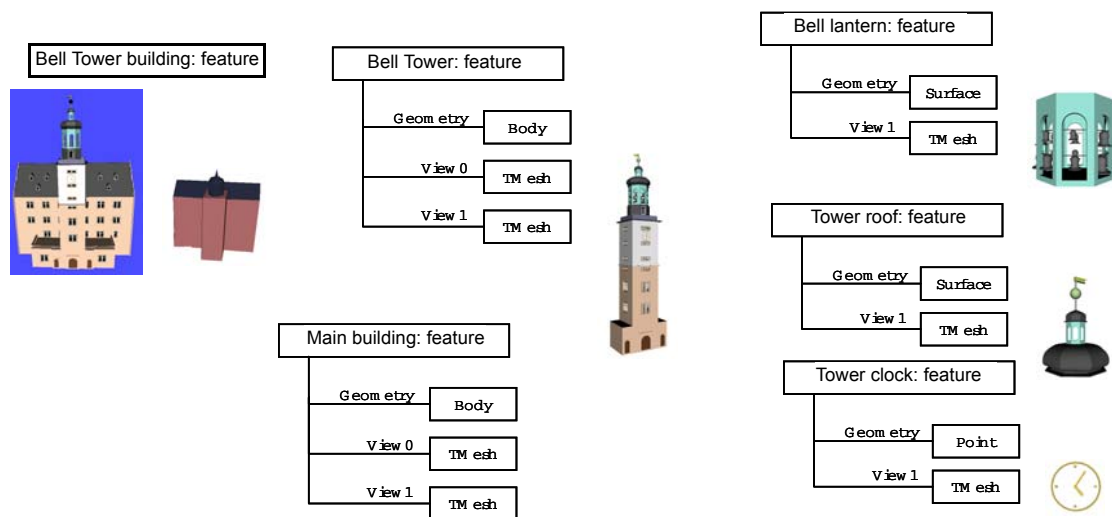 Bell Tower building: feature
Bell Tower: feature
Geometry
Body
View 0
TMesh
View 1
TMesh
Main building: feature
Geometry
Body
View 0
TMesh
View 1
TMesh
Bell lantern: feature
Geometry
Surface
View 1
TMesh
Tower roof: feature
Geometry
Surface
View 1
TMesh
Tower clock: feature
Geometry
Point
View 1
TMesh